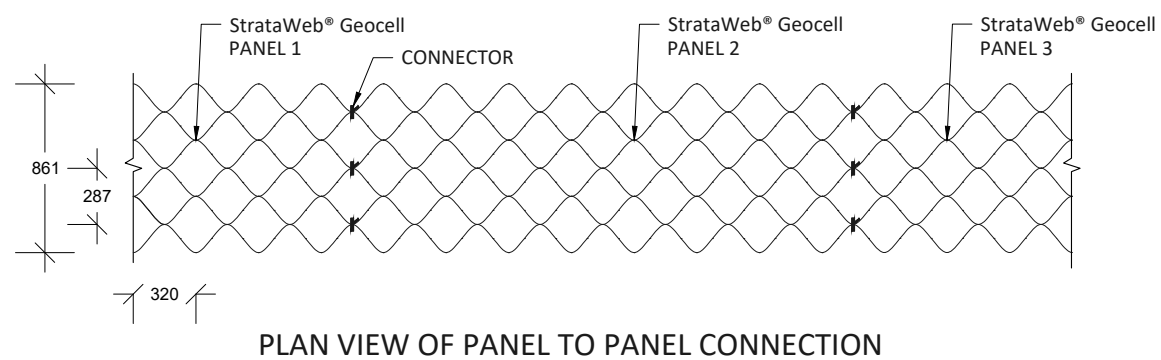 StrataWeb® Geocell
PANEL 1
CONNECTOR
StrataWeb® Geocell
PANEL 2
StrataWeb® Geocell
PANEL 3
861
287
320
PLAN VIEW OF PANEL TO PANEL CONNECTION